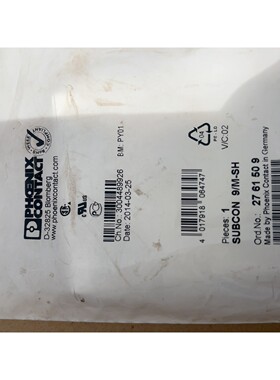 PHOENIX
CONTACT
D-32825 Blomberg
www.phoenixcontact.com
Ch.No.: 3004489926
Date: 2014-03-25
B.M.: PY01
04
PE-LD
V/C.02
4 017918 064747
Pieces: 1
SUBCON 9/M-SH
Ord.No.: 27 61 50 9
Made by Phoenix Contact in Germany